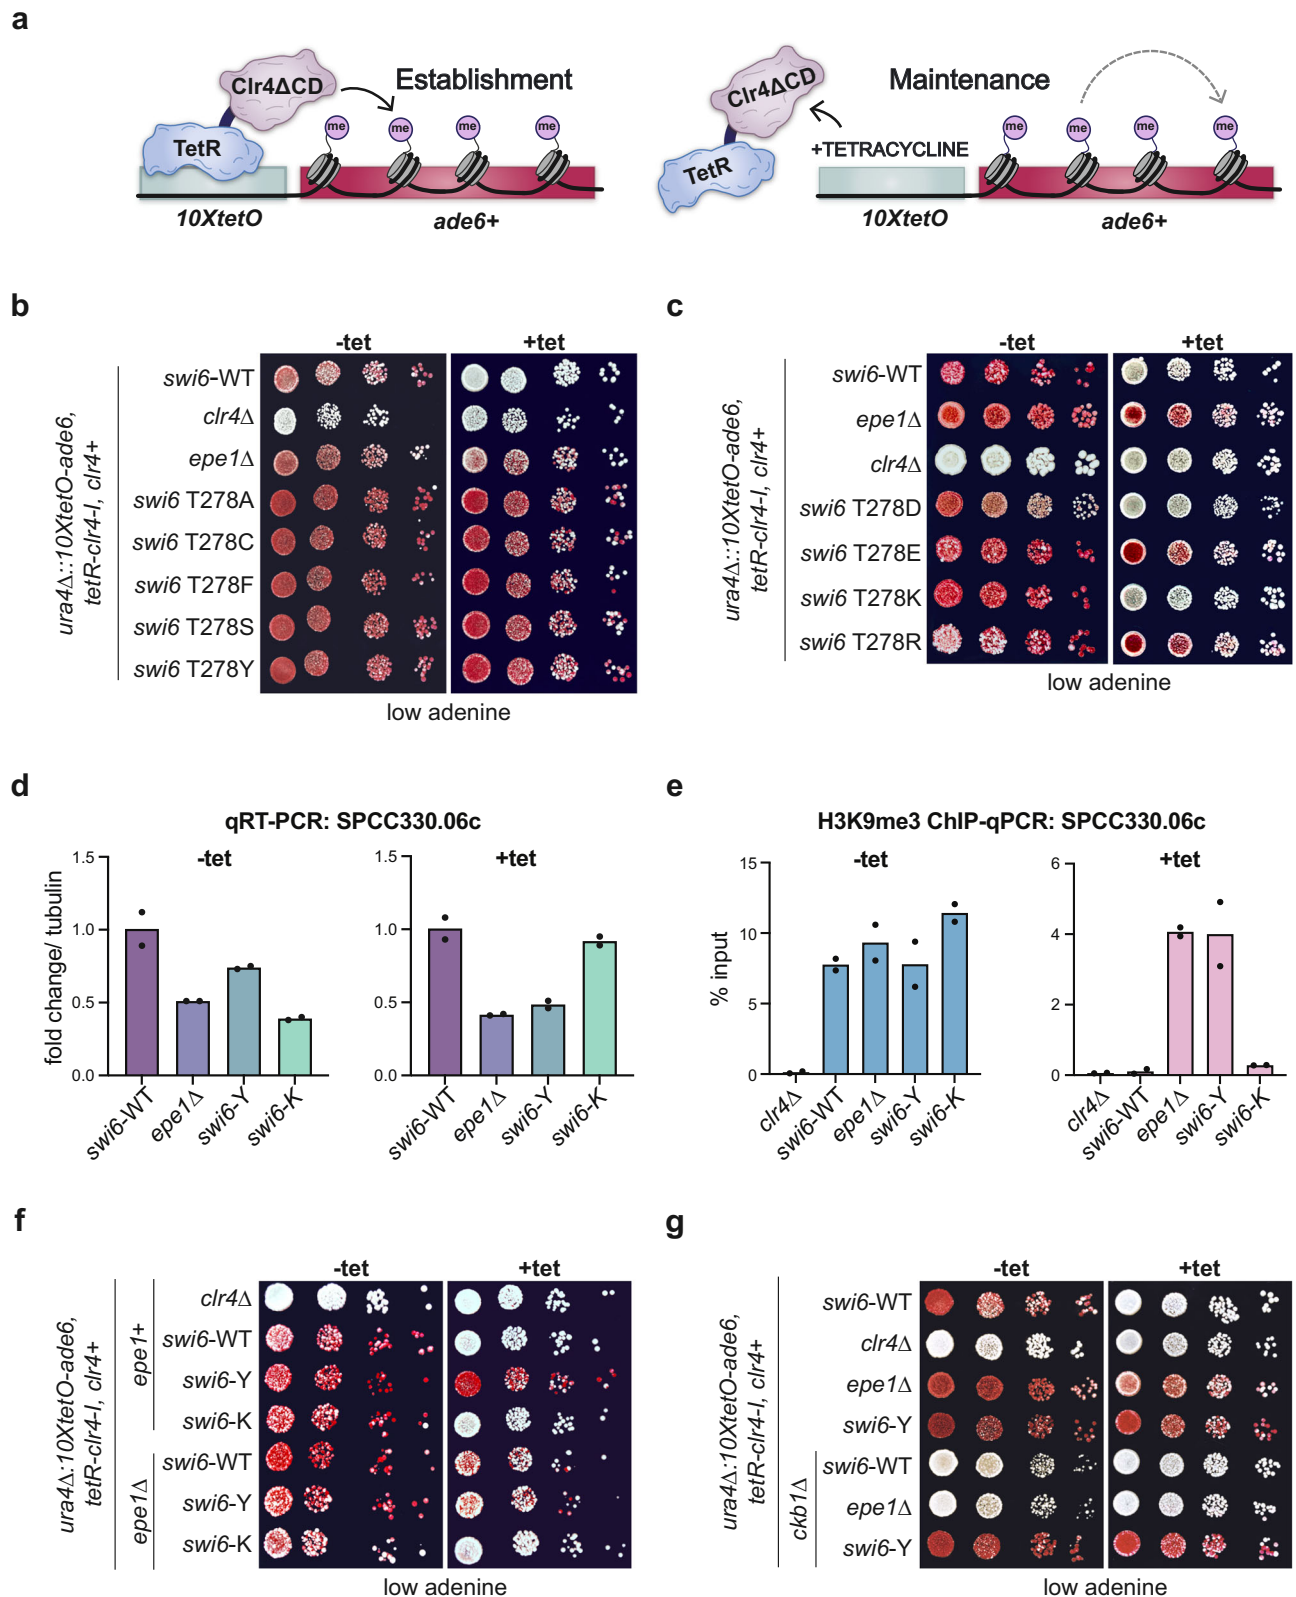 a
Clr4ΔCD
Establishment
me
me
me
me
TetR
10XtetO
ade6+
Clr4ΔCD
Maintenance
+TETRACYCLINE
me
me
me
me
TetR
10XtetO
ade6+
b
-tet
+tet
ura4Δ::10XtetO-ade6,
tetR-clr4-I, clr4+
swi6-WT
clr4Δ
epe1Δ
swi6 T278A
swi6 T278C
swi6 T278F
swi6 T278S
swi6 T278Y
low adenine
c
-tet
+tet
ura4Δ::10XtetO-ade6,
tetR-clr4-I, clr4+
swi6-WT
epe1Δ
clr4Δ
swi6 T278D
swi6 T278E
swi6 T278K
swi6 T278R
low adenine
d
qRT-PCR: SPCC330.06c
-tet
+tet
fold change/ tubulin
1.5
1.0
0.5
0.0
swi6-WT
epe1Δ
swi6-Y
swi6-K
1.5
1.0
0.5
0.0
swi6-WT
epe1Δ
swi6-Y
swi6-K
e
H3K9me3 ChIP-qPCR: SPCC330.06c
-tet
+tet
% input
15
10
5
0
clr4Δ
swi6-WT
epe1Δ
swi6-Y
swi6-K
6
4
2
0
clr4Δ
swi6-WT
epe1Δ
swi6-Y
swi6-K
f
-tet
+tet
ura4Δ:10XtetO-ade6,
tetR-clr4-I, clr4+
epe1+
clr4Δ
swi6-WT
swi6-Y
swi6-K
epe1Δ
swi6-WT
swi6-Y
swi6-K
low adenine
g
-tet
+tet
ura4Δ:10XtetO-ade6,
tetR-clr4-I, clr4+
swi6-WT
clr4Δ
epe1Δ
swi6-Y
ckb1Δ
swi6-WT
epe1Δ
swi6-Y
low adenine